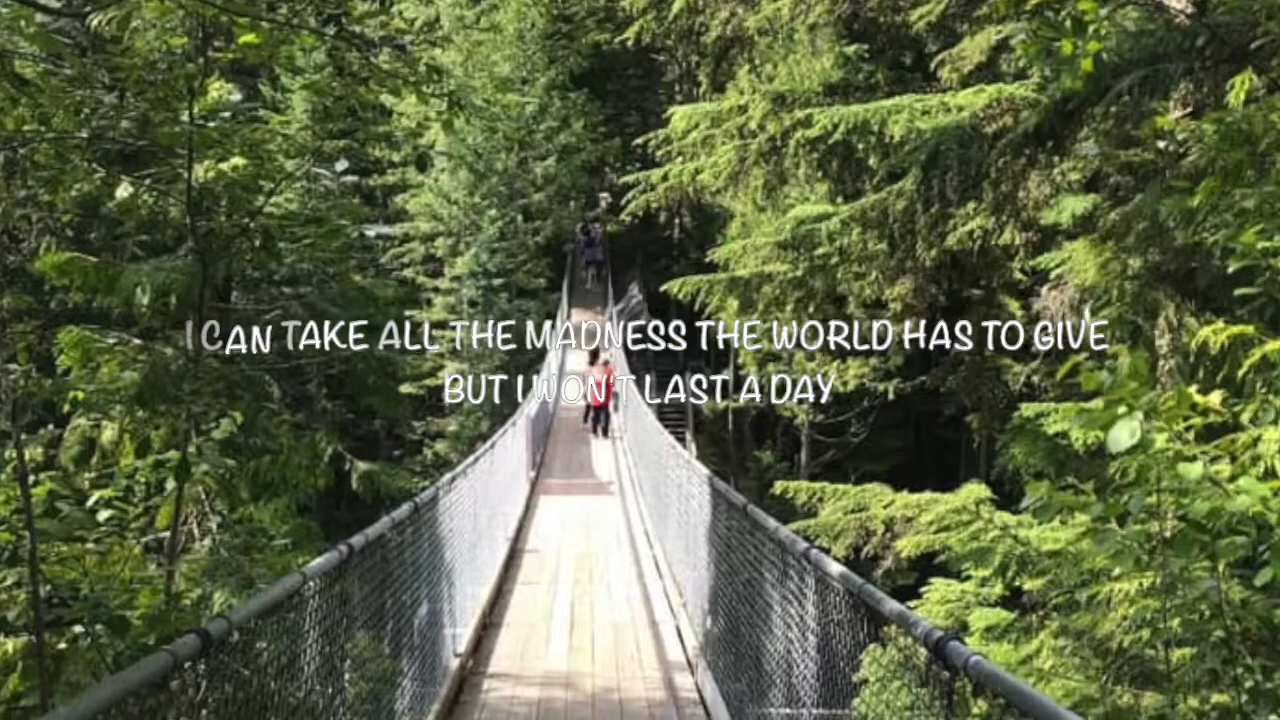 I CAN TAKE ALL THE MADNESS THE WORLD HAS TO GIVE
BUT I WON'T LAST A DAY